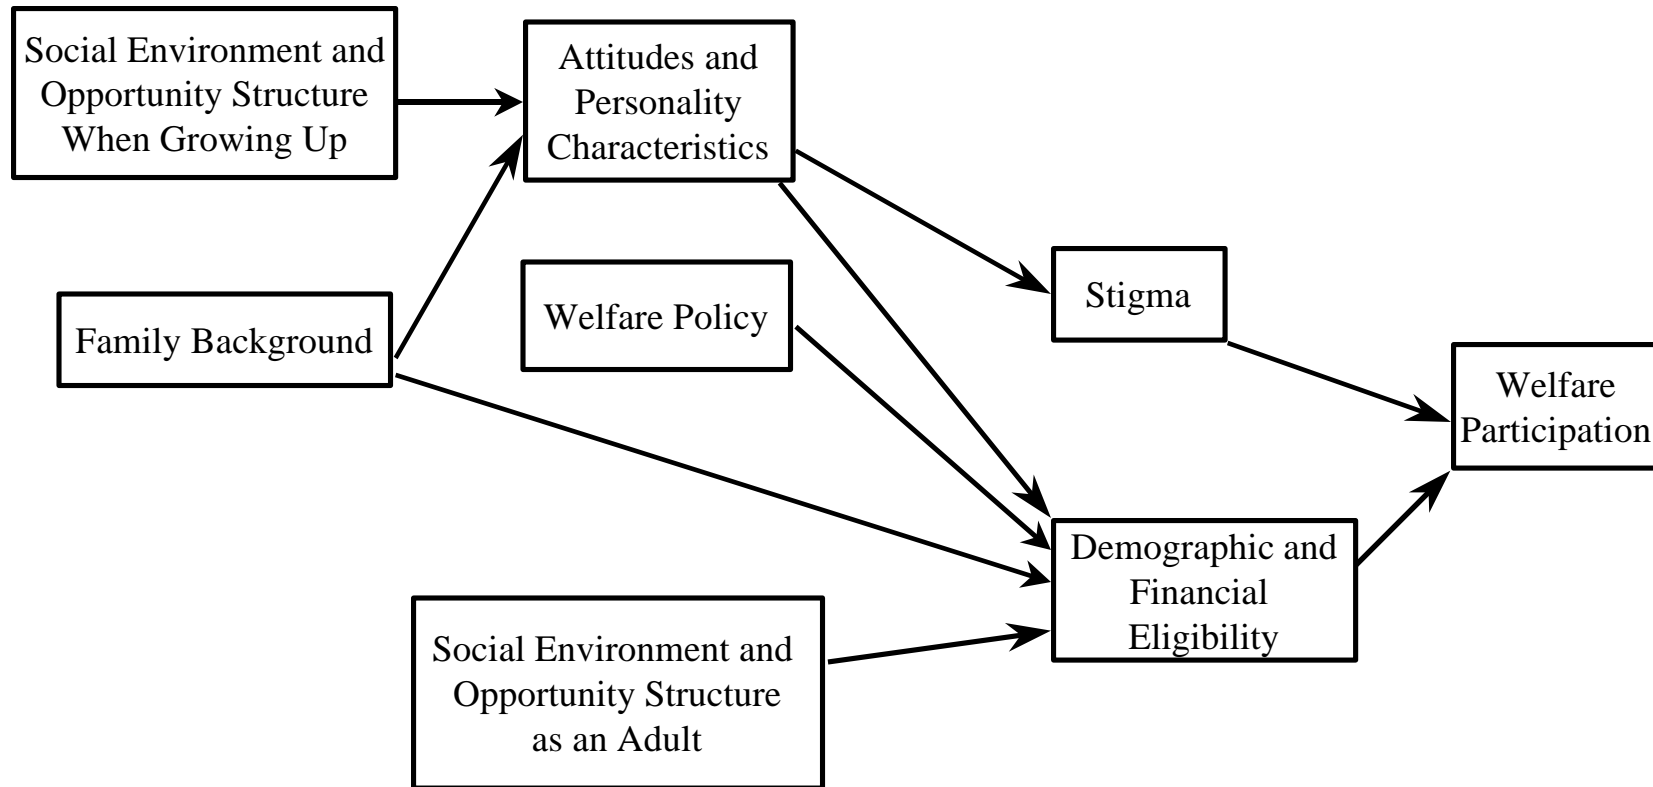 Social Environment and
Opportunity Structure
When Growing Up
Attitudes and
Personality
Characteristics
Family Background
Welfare Policy
Stigma
Welfare
Participation
Demographic and
Financial
Eligibility
Social Environment and
Opportunity Structure
as an Adult